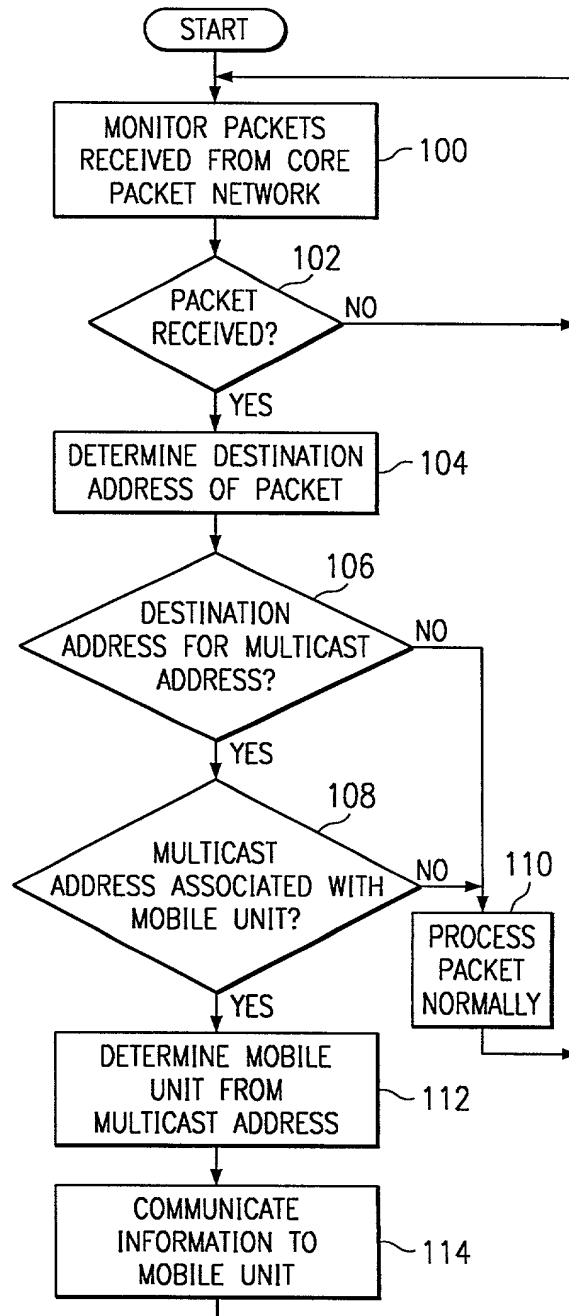 START
MONITOR PACKETS
RECEIVED FROM CORE
PACKET NETWORK
100
102
PACKET
RECEIVED?
NO
YES
DETERMINE DESTINATION
ADDRESS OF PACKET
104
106
DESTINATION
ADDRESS FOR MULTICAST
ADDRESS?
NO
YES
108
MULTICAST
ADDRESS ASSOCIATED WITH
MOBILE UNIT?
NO
110
PROCESS
PACKET
NORMALLY
YES
DETERMINE MOBILE
UNIT FROM
MULTICAST ADDRESS
112
COMMUNICATE
INFORMATION TO
MOBILE UNIT
114